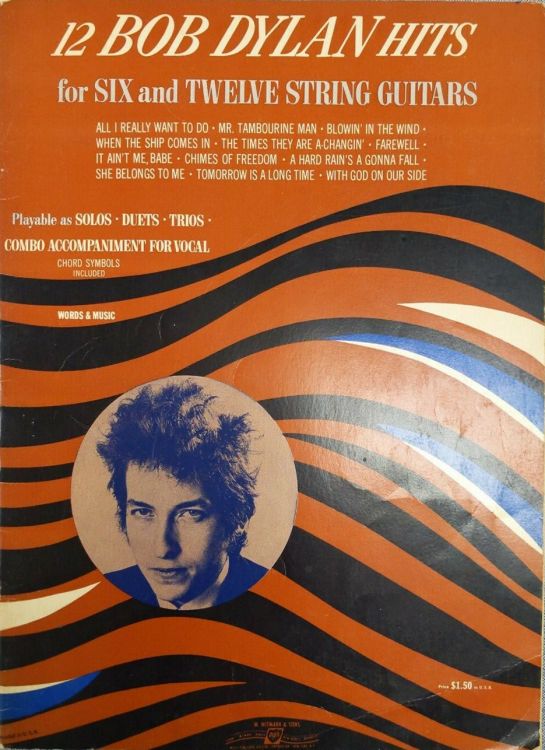 12 BOB DYLAN HITS
for SIX and TWELVE STRING GUITARS
ALL I REALLY WANT TO DO · MR. TAMBOURINE MAN · BLOWIN' IN THE WIND ·
WHEN THE SHIP COMES IN · THE TIMES THEY ARE A-CHANGIN' · FAREWELL ·
IT AIN'T ME, BABE · CHIMES OF FREEDOM · A HARD RAIN'S A GONNA FALL ·
SHE BELONGS TO ME · TOMORROW IS A LONG TIME · WITH GOD ON OUR SIDE
Playable as SOLOS · DUETS · TRIOS ·
COMBO ACCOMPANIMENT FOR VOCAL
CHORD SYMBOLS
INCLUDED
WORDS & MUSIC
Price $1.50 in U.S.A.
M. WITMARK & SONS